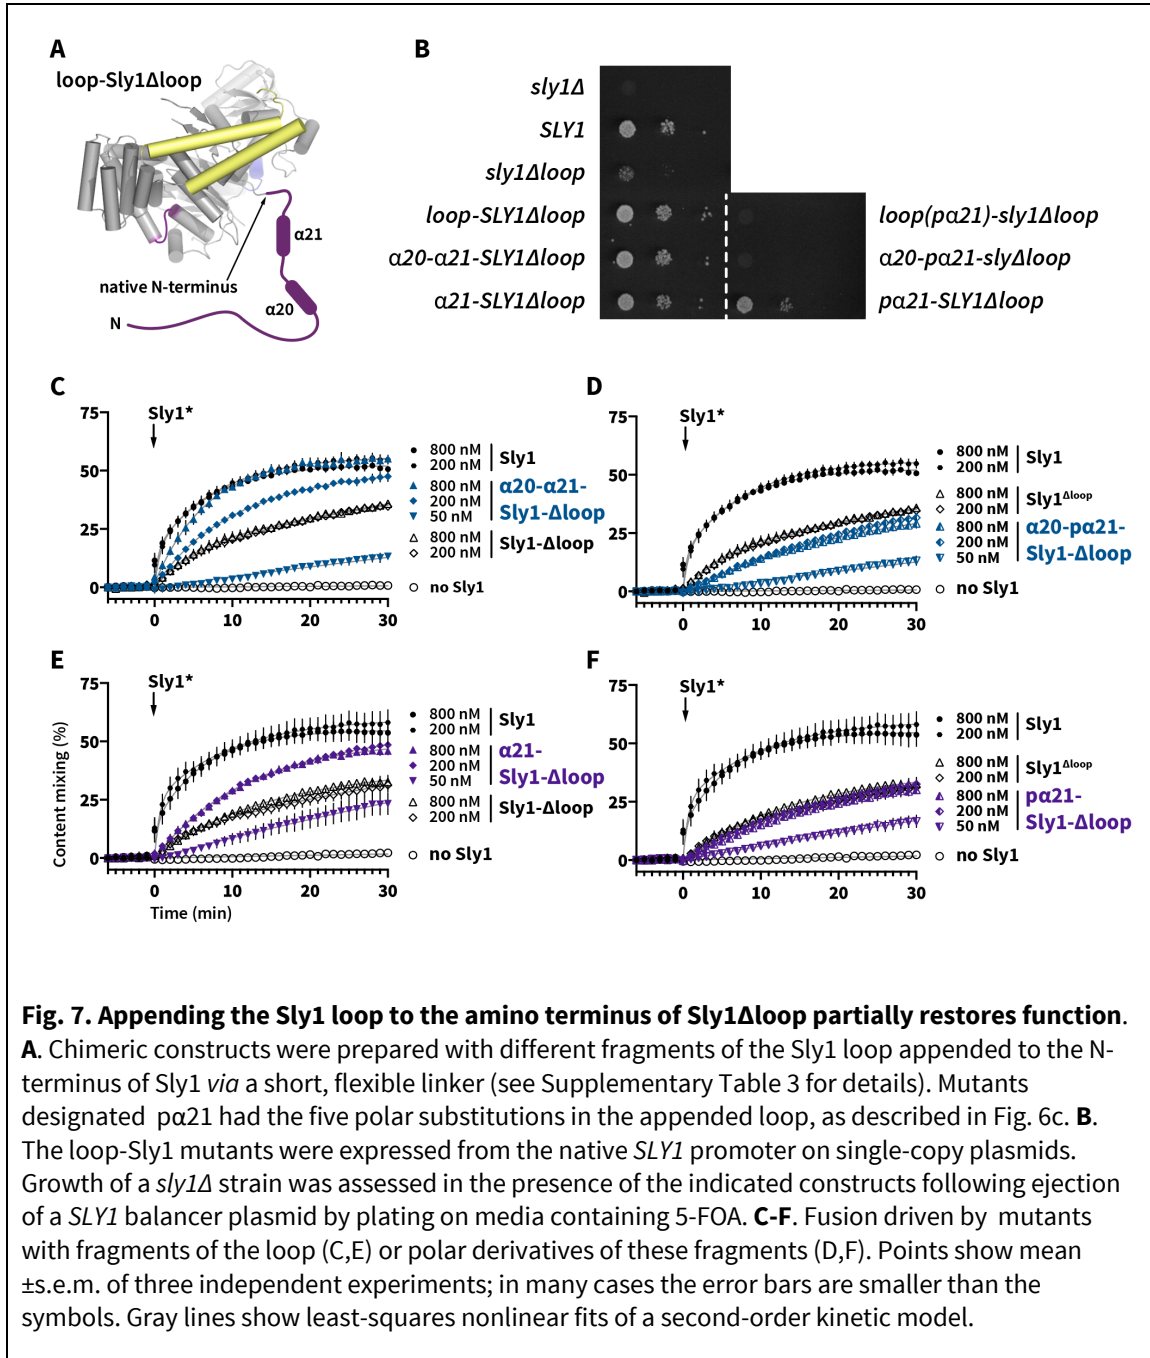 A
loop-Sly1Δloop
α21
native N-terminus
α20
N
B
sly1Δ
SLY1
sly1Δloop
loop-SLY1Δloop
loop(pα21)-sly1Δloop
α20-α21-SLY1Δloop
α20-pα21-slyΔloop
α21-SLY1Δloop
pα21-SLY1Δloop
C
75
Sly1*
50
25
0
0
10
20
30
800 nM
200 nM
Sly1
800 nM
200 nM
50 nM
α20-α21-
Sly1-Δloop
800 nM
200 nM
Sly1-Δloop
no Sly1
D
75
Sly1*
50
25
0
0
10
20
30
800 nM
200 nM
Sly1
800 nM
200 nM
Sly1Δloop
800 nM
200 nM
50 nM
α20-pα21-
Sly1-Δloop
no Sly1
E
75
Sly1*
50
25
0
Content mixing (%)
0
10
20
30
Time (min)
800 nM
200 nM
Sly1
800 nM
200 nM
50 nM
α21-
Sly1-Δloop
800 nM
200 nM
Sly1-Δloop
no Sly1
F
75
Sly1*
50
25
0
0
10
20
30
800 nM
200 nM
Sly1
800 nM
200 nM
Sly1Δloop
800 nM
200 nM
50 nM
pα21-
Sly1-Δloop
no Sly1
Fig. 7. Appending the Sly1 loop to the amino terminus of Sly1Δloop partially restores function.
A. Chimeric constructs were prepared with different fragments of the Sly1 loop appended to the N-
terminus of Sly1 via a short, flexible linker (see Supplementary Table 3 for details). Mutants
designated pα21 had the five polar substitutions in the appended loop, as described in Fig. 6c. B.
The loop-Sly1 mutants were expressed from the native SLY1 promoter on single-copy plasmids.
Growth of a sly1Δ strain was assessed in the presence of the indicated constructs following ejection
of a SLY1 balancer plasmid by plating on media containing 5-FOA. C-F. Fusion driven by mutants
with fragments of the loop (C,E) or polar derivatives of these fragments (D,F). Points show mean
±s.e.m. of three independent experiments; in many cases the error bars are smaller than the
symbols. Gray lines show least-squares nonlinear fits of a second-order kinetic model.